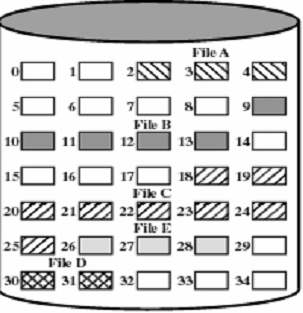 File A
0 1 2 3 4
5 6 7 8 9
File B
10 11 12 13 14
15 16 17 18 19
File C
20 21 22 23 24
File E
25 26 27 28 29
File D
30 31 32 33 34